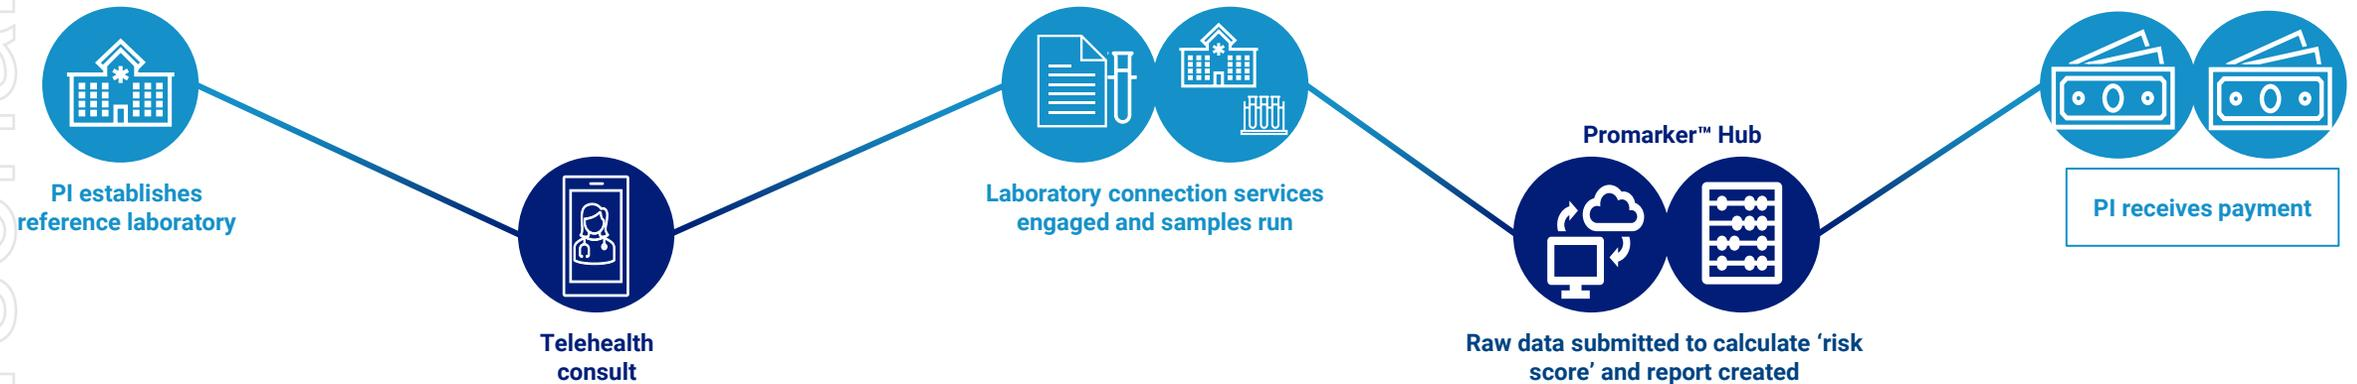 PI establishes
reference laboratory
Telehealth
consult
Laboratory connection services
engaged and samples run
Promarker™ Hub
Raw data submitted to calculate ‘risk
score’ and report created
PI receives payment